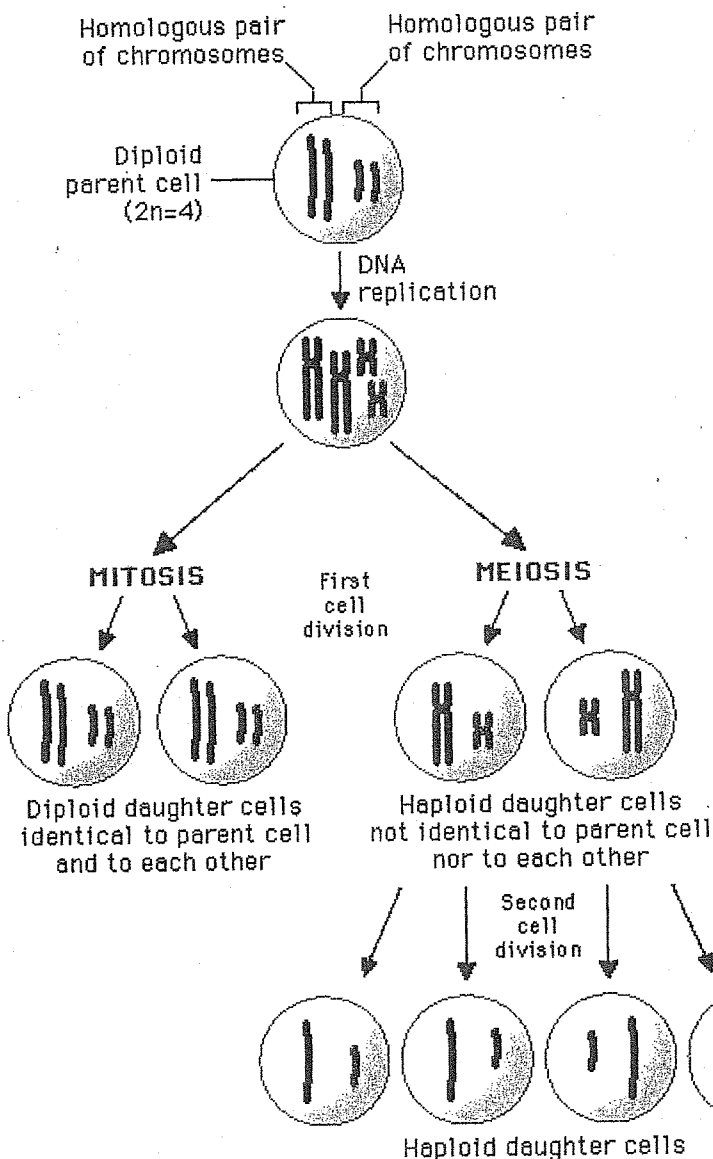 Homologous pair
of chromosomes
Homologous pair
of chromosomes
Diploid
parent cell
(2n=4)
DNA
replication
MITOSIS
First
cell
division
MEIOSIS
Diploid daughter cells
identical to parent cell
and to each other
Haploid daughter cells
not identical to parent cell
nor to each other
Second
cell
division
Haploid daughter cells